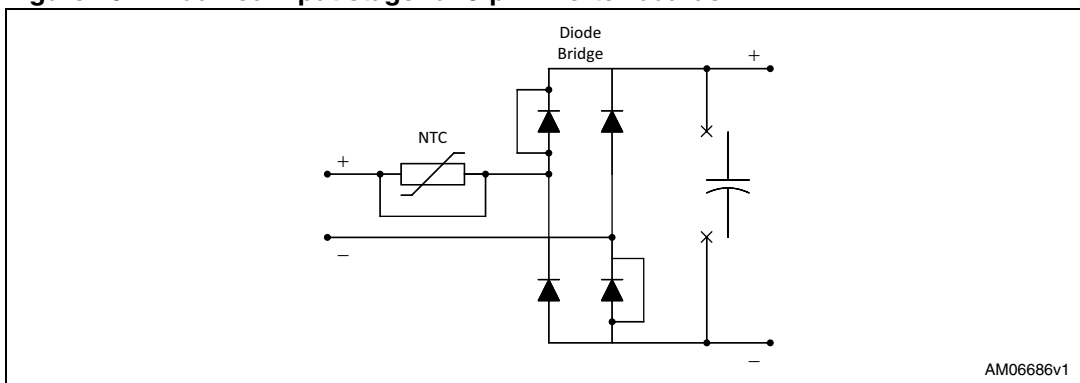 Diode
Bridge
+
NTC
+
−
−
AM06686v1